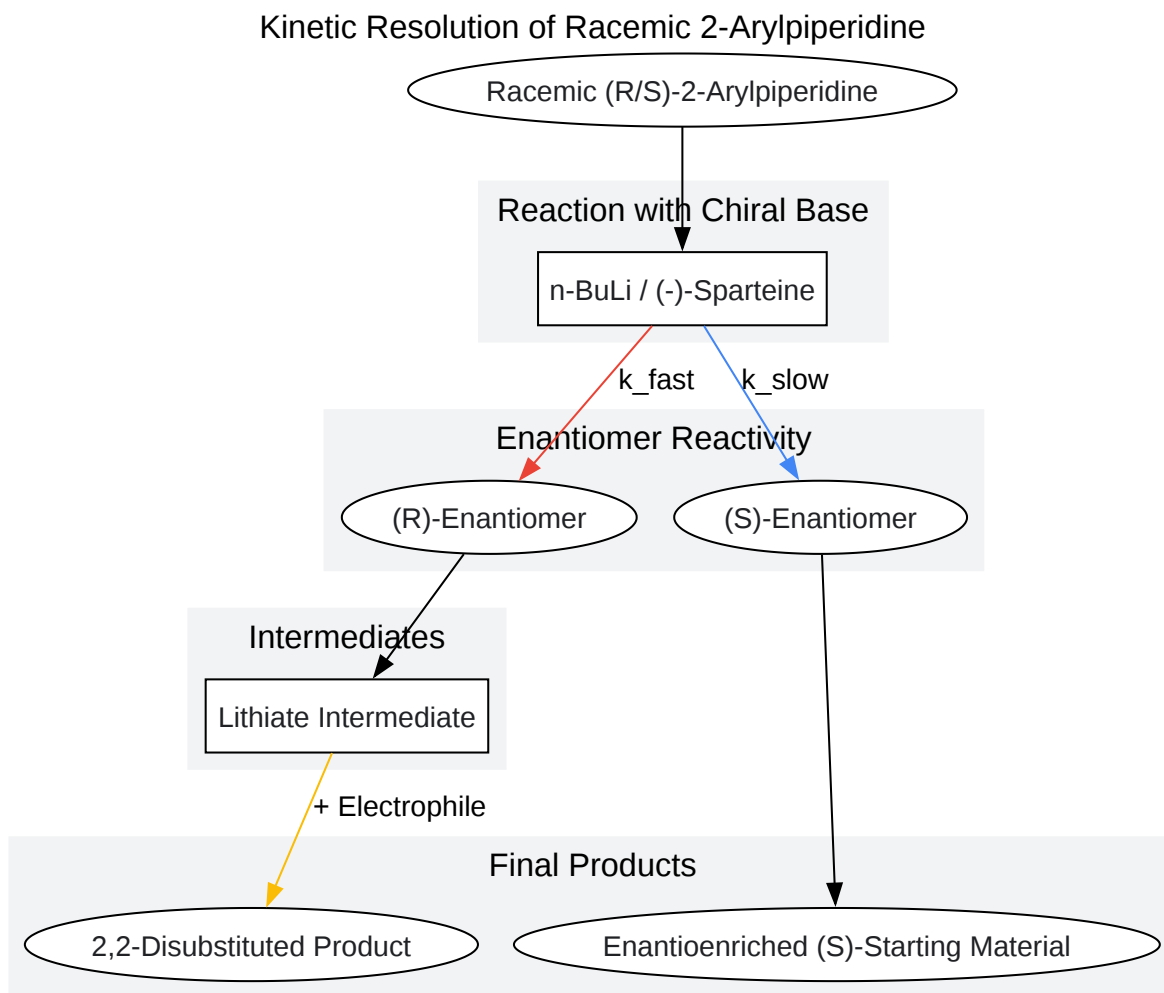 Kinetic Resolution of Racemic 2-Arylpiperidine
Racemic (R/S)-2-Arylpiperidine
Reaction with Chiral Base
n-BuLi / (-)-Sparteine
k_fast
k_slow
Enantiomer Reactivity
(R)-Enantiomer
(S)-Enantiomer
Intermediates
Lithiate Intermediate
+ Electrophile
Final Products
2,2-Disubstituted Product
Enantioenriched (S)-Starting Material